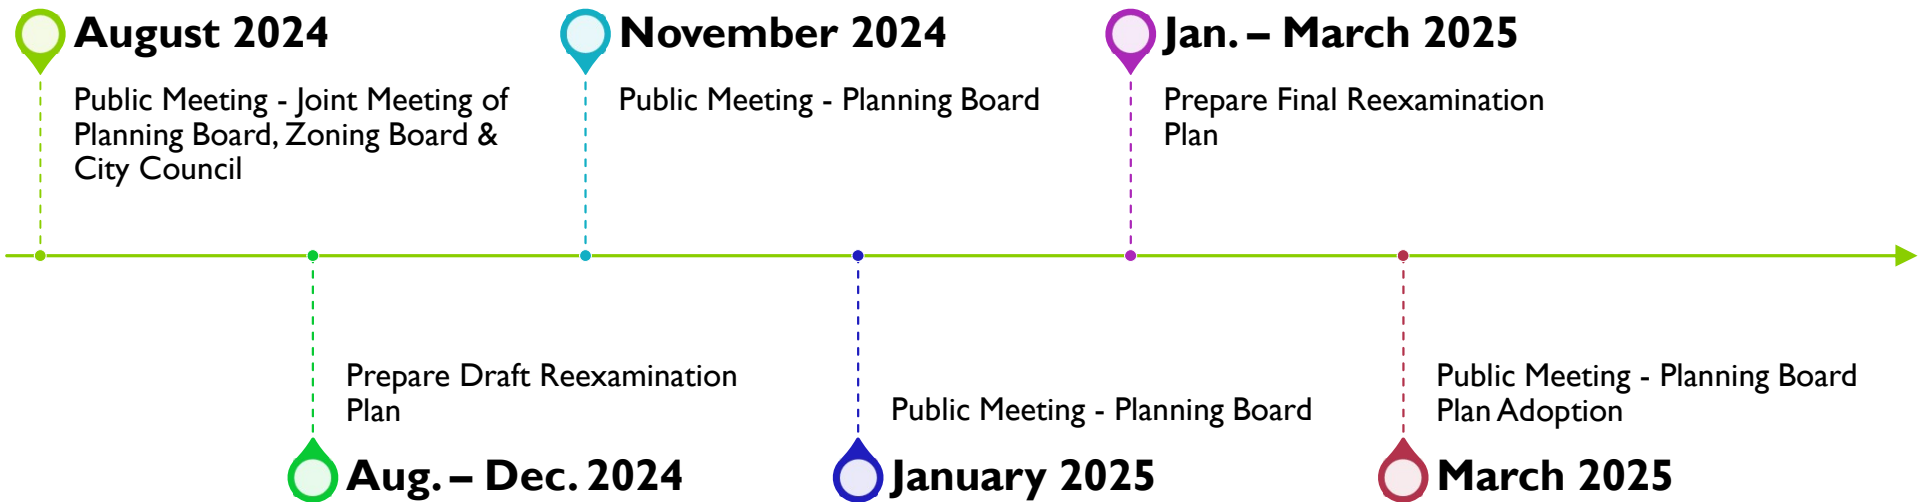 August 2024
Public Meeting - Joint Meeting of
Planning Board, Zoning Board &
City Council
Prepare Draft Reexamination
Plan
Aug. – Dec. 2024
November 2024
Public Meeting - Planning Board
Public Meeting - Planning Board
January 2025
Jan. – March 2025
Prepare Final Reexamination
Plan
Public Meeting - Planning Board
Plan Adoption
March 2025